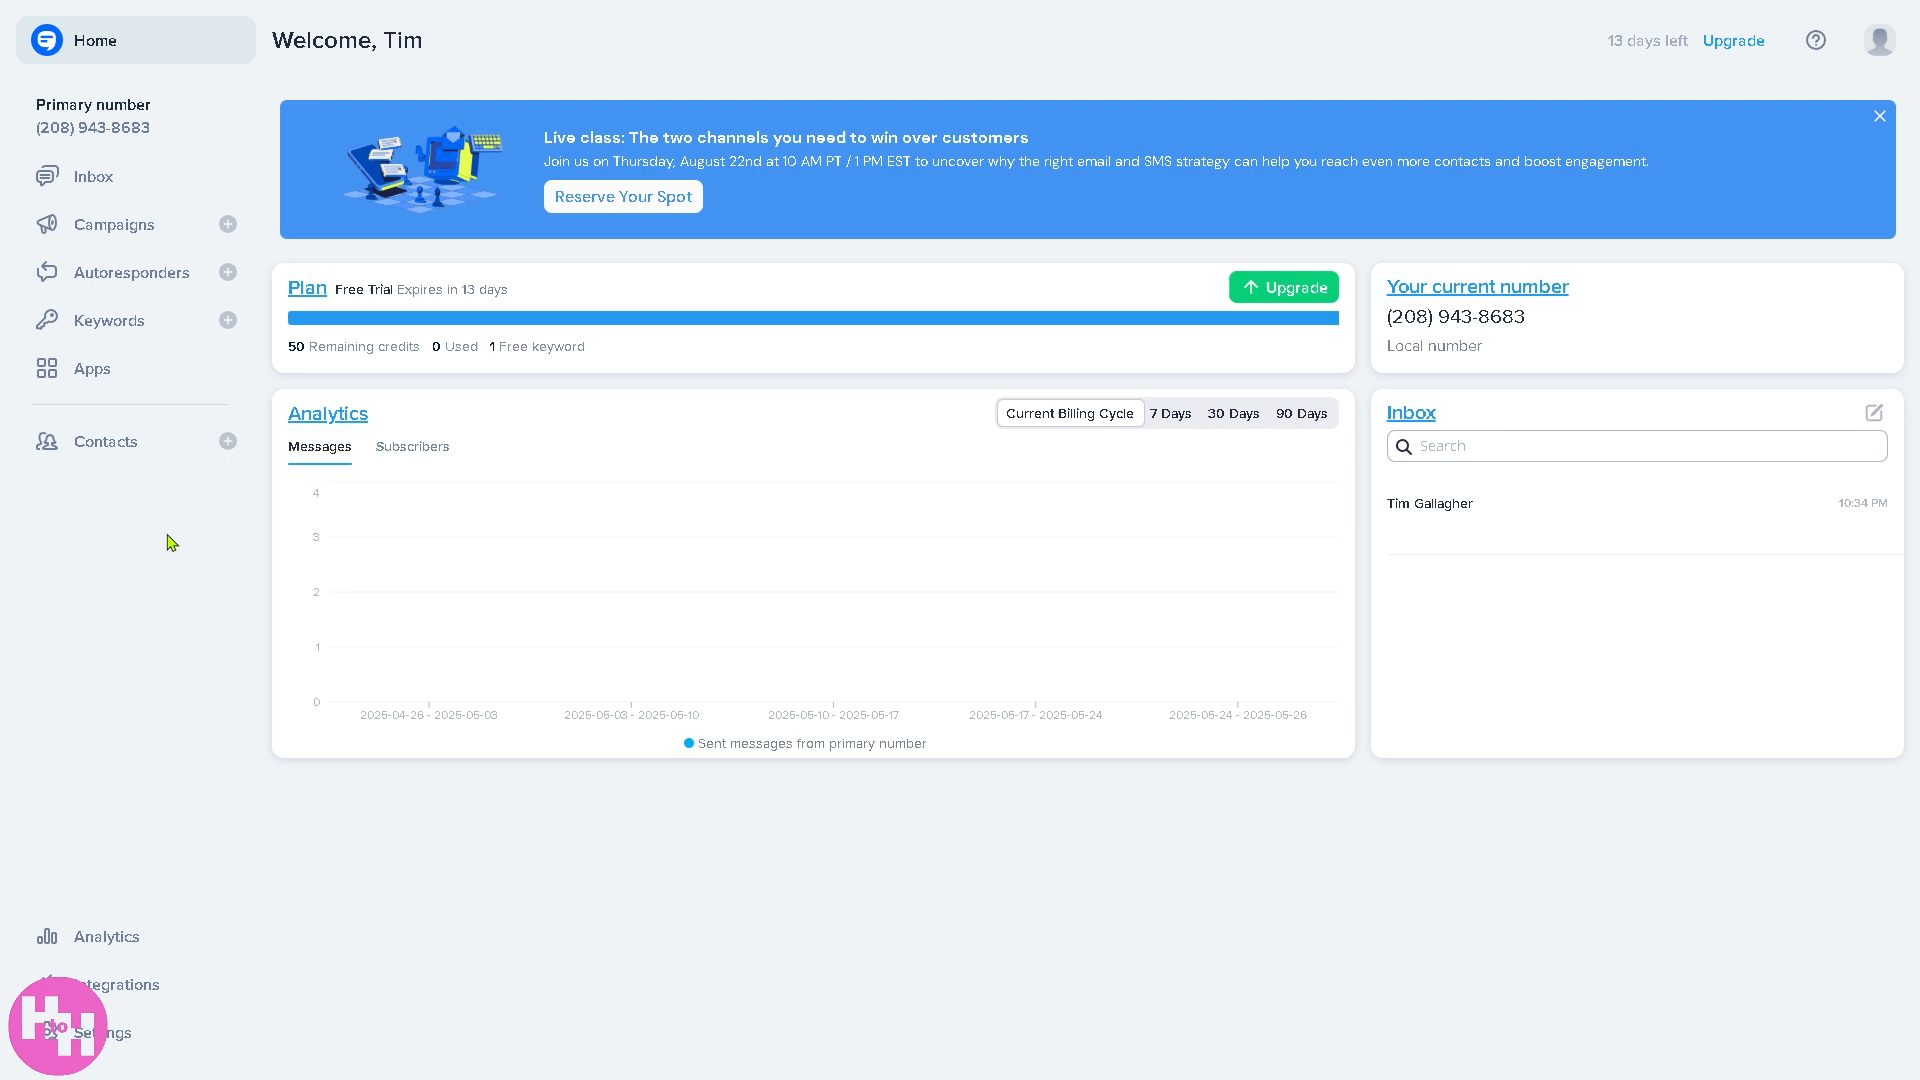 Home
Welcome, Tim
13 days left Upgrade
Primary number
(208) 943-8683
Inbox
Campaigns
Autoresponders
Keywords
Apps
Contacts
Live class: The two channels you need to win over customers
Join us on Thursday, August 22nd at 10 AM PT / 1 PM EST to uncover why the right email and SMS strategy can help you reach even more contacts and boost engagement.
Reserve Your Spot
Plan Free Trial Expires in 13 days
Upgrade
50 Remaining credits 0 Used 1 Free keyword
Your current number
(208) 943-8683
Local number
Analytics
Current Billing Cycle 7 Days 30 Days 90 Days
Messages Subscribers
4
3
2
1
0
2025-04-26 - 2025-05-03 2025-05-03 - 2025-05-10 2025-05-10 - 2025-05-17 2025-05-17 - 2025-05-24 2025-05-24 - 2025-05-26
Sent messages from primary number
Inbox
Search
Tim Gallagher 10:34 PM
Analytics
tegrations
Settings
H to H